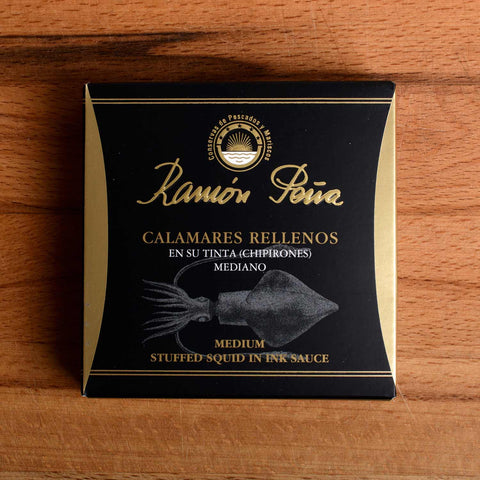 Conservas de Pescados y Mariscos
Ramón Peña
CALAMARES RELLENOS
EN SU TINTA (CHIPIRONES)
MEDIANO
MEDIUM
STUFFED SQUID IN INK SAUCE